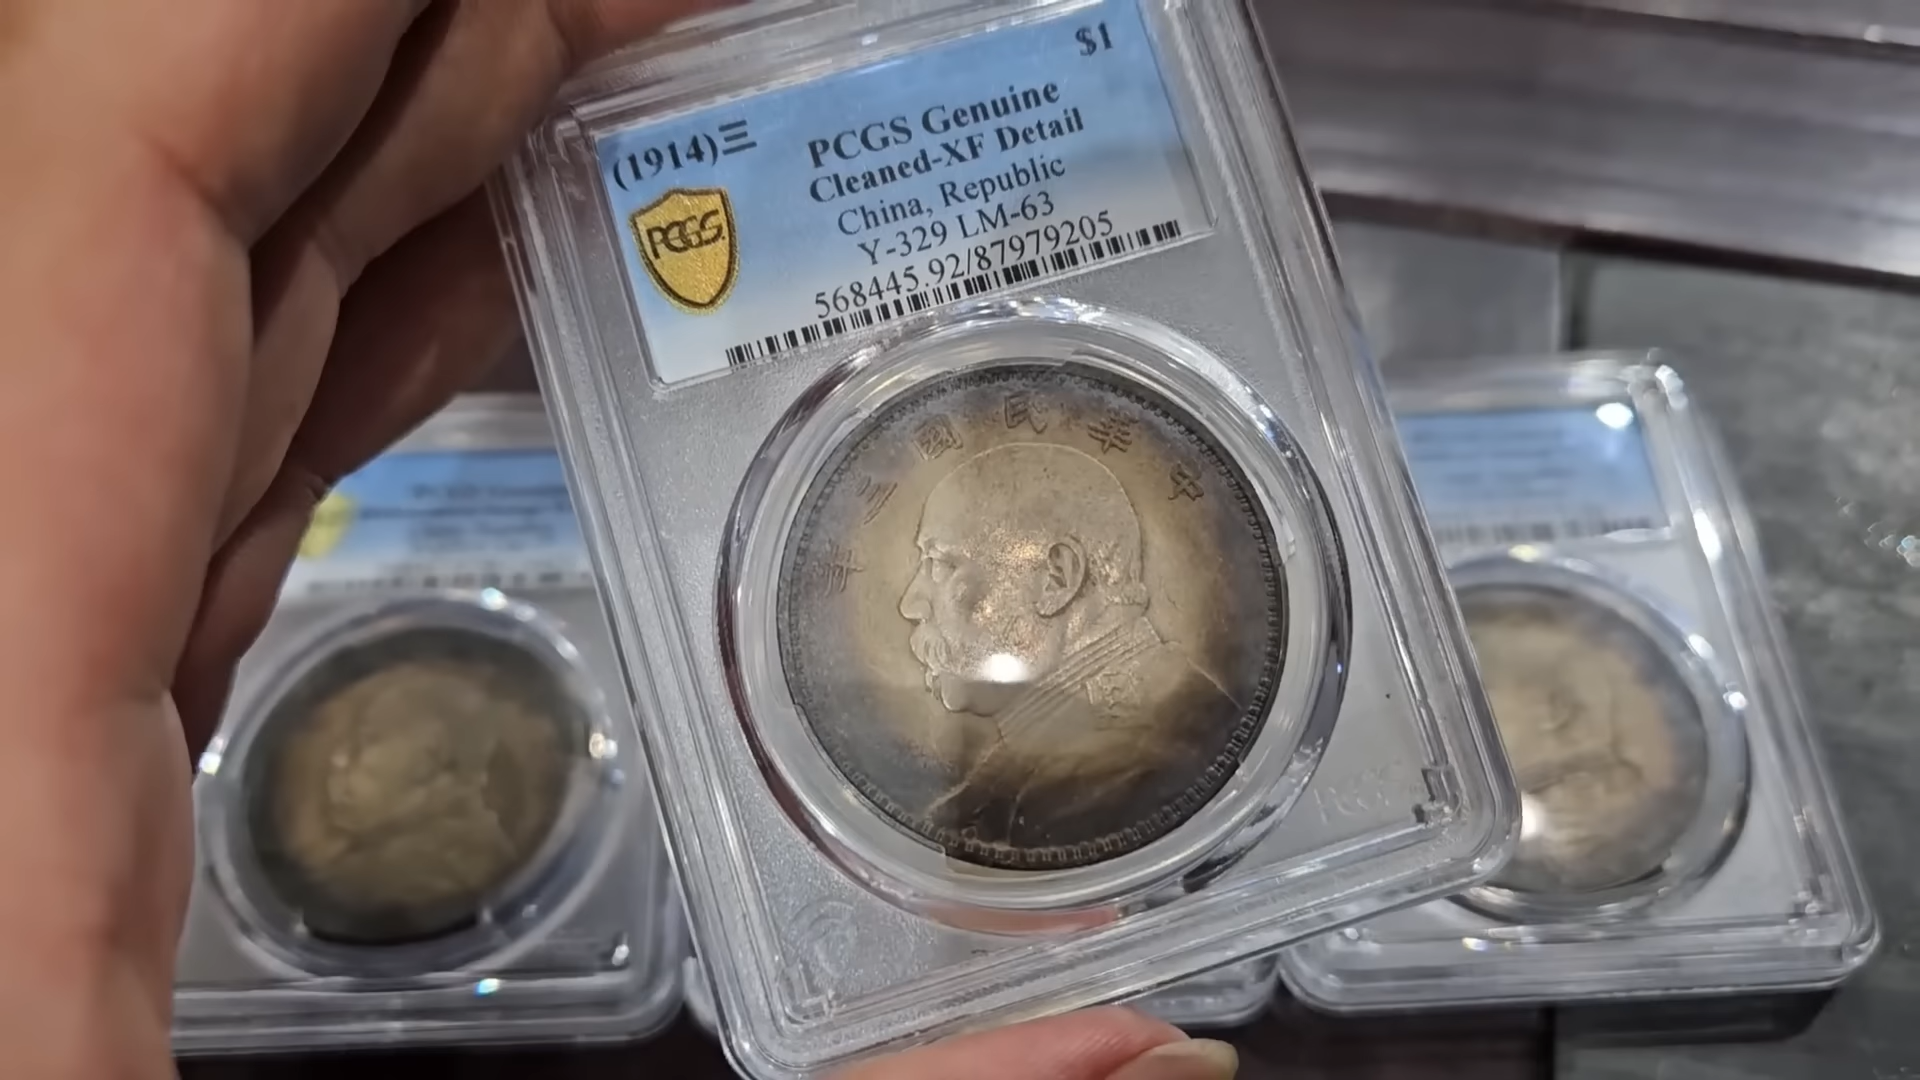 $1
(1914)三
PCGS Genuine
Cleaned-XF Detail
China, Republic
Y-329 LM-63
568445.92/87979205
PCGS
年三國民華中
PCGS